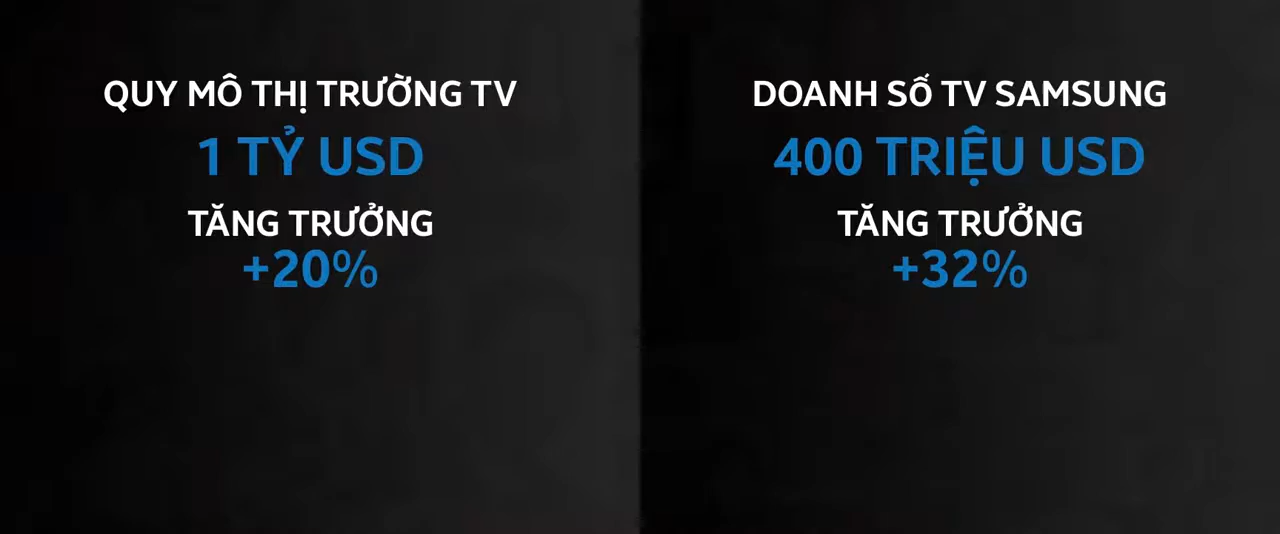 QUY MÔ THỊ TRƯỜNG TV
1 TỶ USD
TĂNG TRƯỞNG
+20%
DOANH SỐ TV SAMSUNG
400 TRIỆU USD
TĂNG TRƯỞNG
+32%